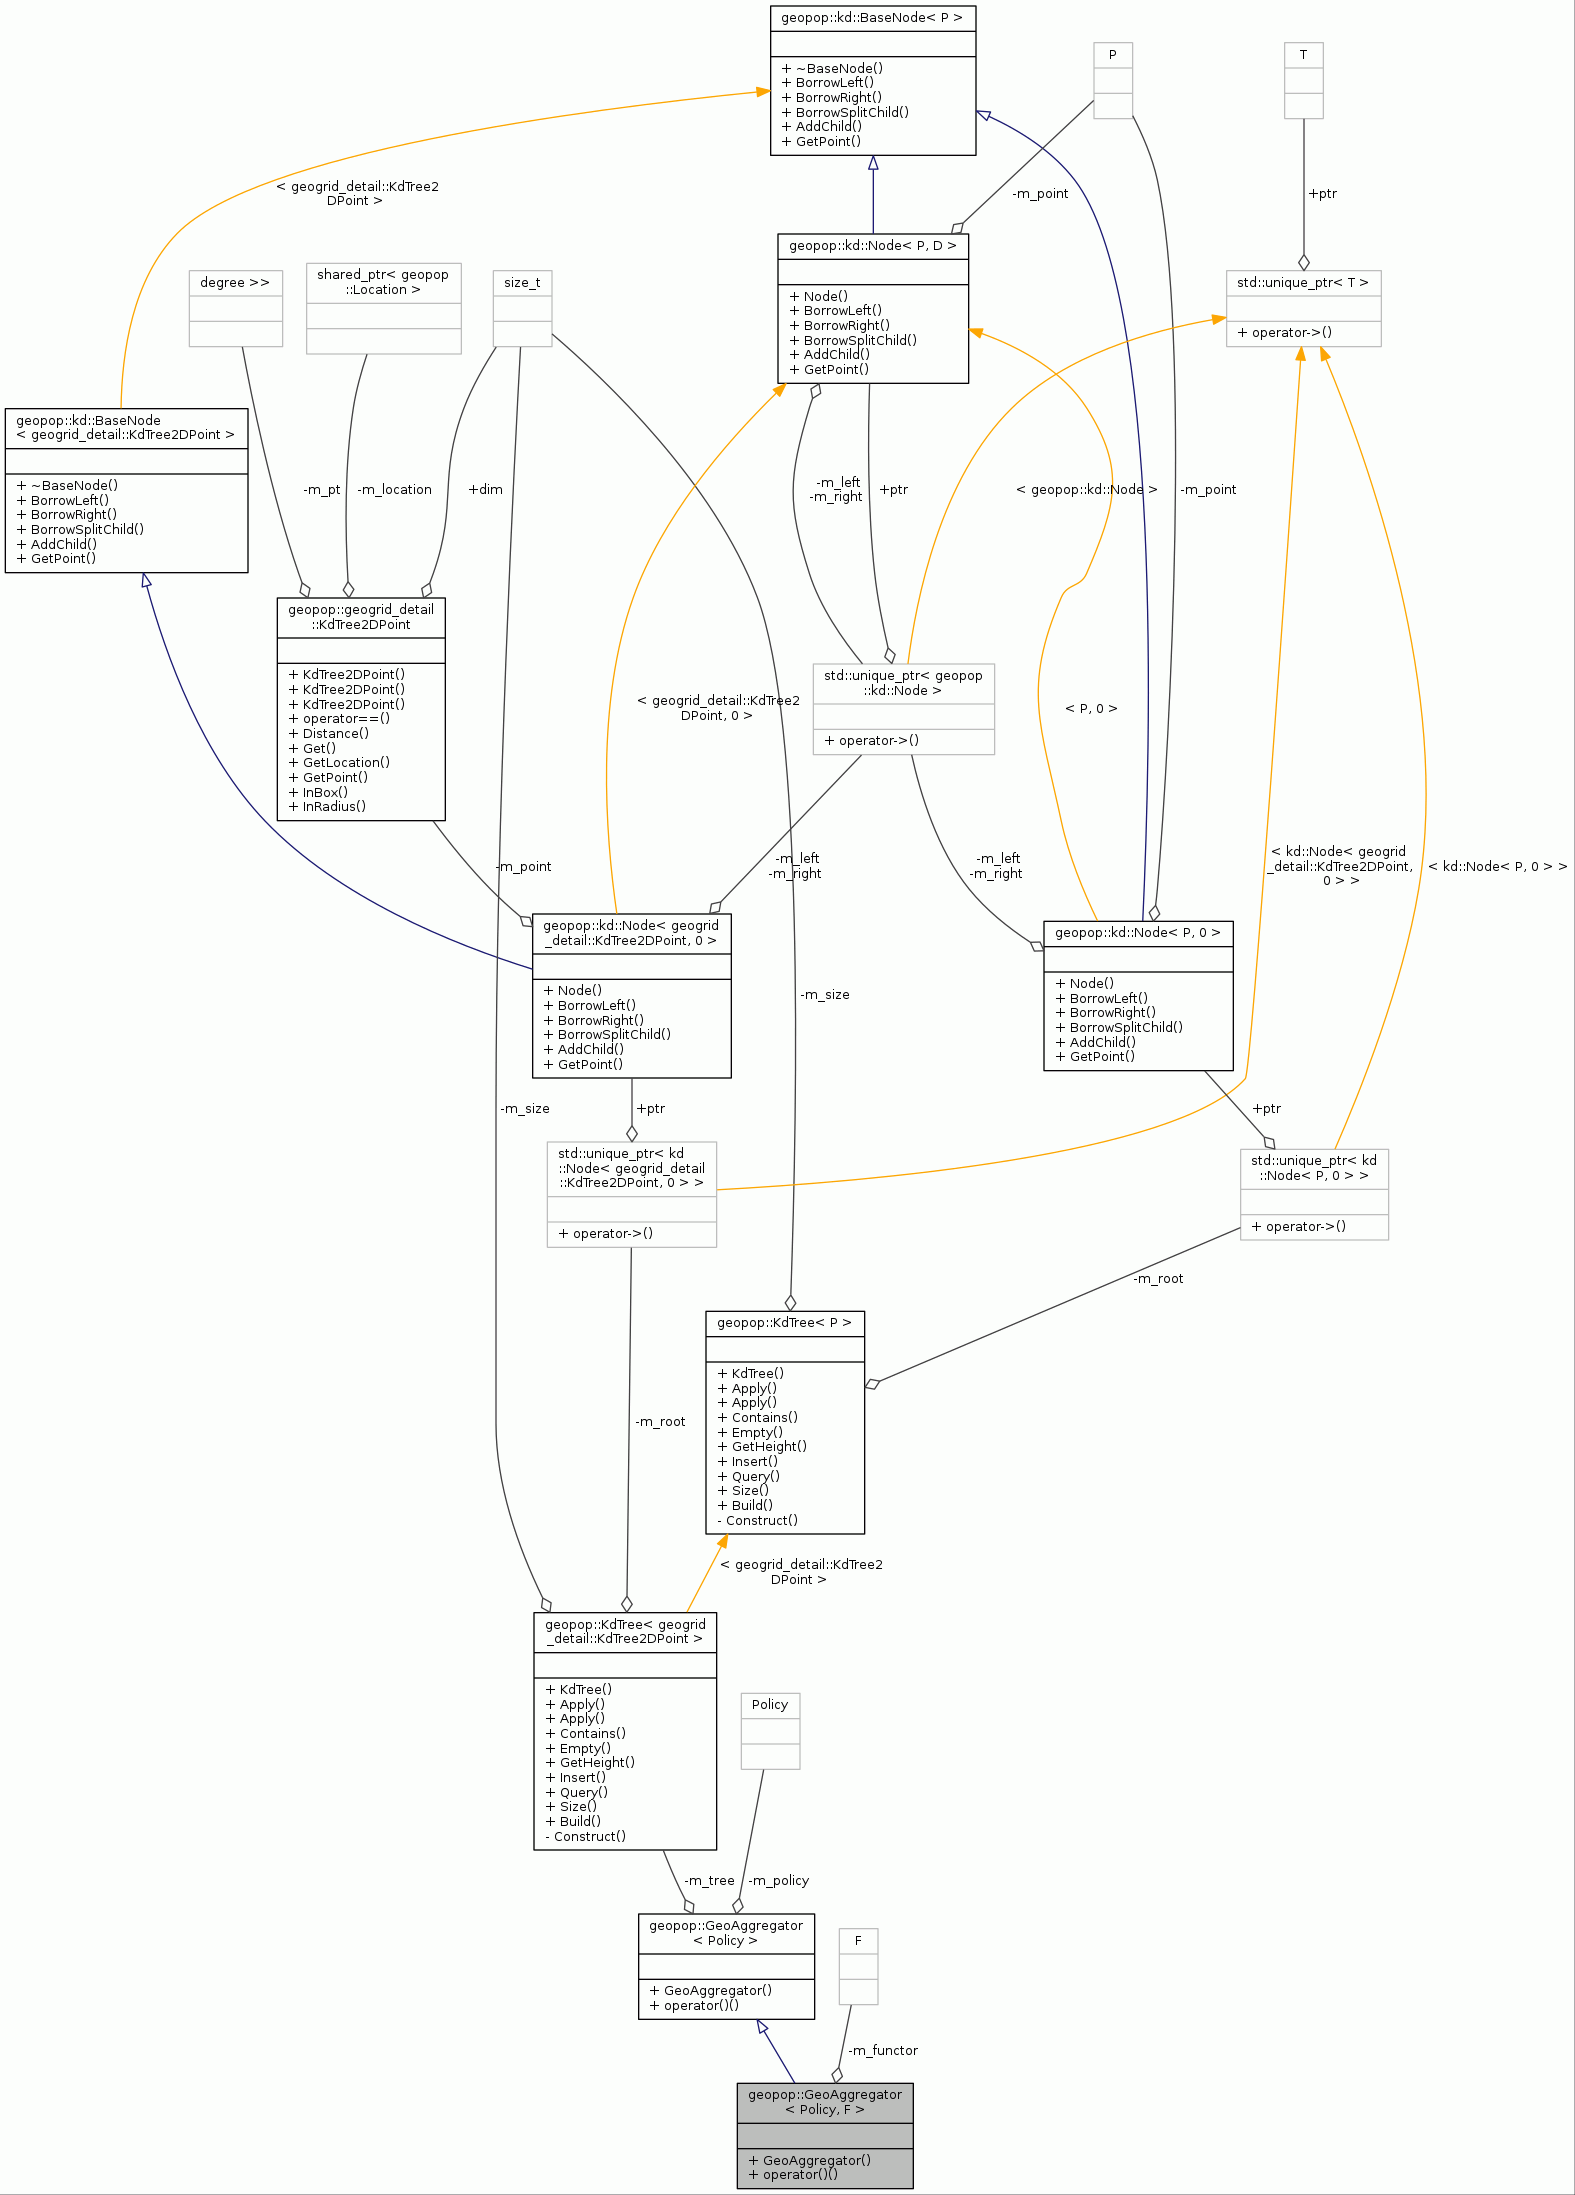 geopop::kd::BaseNode< P >
+ ~BaseNode()
+ BorrowLeft()
+ BorrowRight()
+ BorrowSplitChild()
+ AddChild()
+ GetPoint()
P
T
< geogrid_detail::KdTree2
DPoint >
-m_point
+ptr
geopop::kd::Node< P, D >
+ Node()
+ BorrowLeft()
+ BorrowRight()
+ BorrowSplitChild()
+ AddChild()
+ GetPoint()
degree >>
shared_ptr< geopop
::Location >
size_t
std::unique_ptr< T >
+ operator->()
geopop::kd::BaseNode
< geogrid_detail::KdTree2DPoint >
+ ~BaseNode()
+ BorrowLeft()
+ BorrowRight()
+ BorrowSplitChild()
+ AddChild()
+ GetPoint()
-m_pt
-m_location
+dim
-m_left
-m_right
+ptr
< geopop::kd::Node >
-m_point
geopop::geogrid_detail
::KdTree2DPoint
+ KdTree2DPoint()
+ KdTree2DPoint()
+ KdTree2DPoint()
+ operator==()
+ Distance()
+ Get()
+ GetLocation()
+ GetPoint()
+ InBox()
+ InRadius()
< geogrid_detail::KdTree2
DPoint, 0 >
std::unique_ptr< geopop
::kd::Node >
+ operator->()
< P, 0 >
-m_point
-m_left
-m_right
-m_left
-m_right
< kd::Node< geogrid
_detail::KdTree2DPoint,
0 > >
< kd::Node< P, 0 > >
geopop::kd::Node< geogrid
_detail::KdTree2DPoint, 0 >
+ Node()
+ BorrowLeft()
+ BorrowRight()
+ BorrowSplitChild()
+ AddChild()
+ GetPoint()
-m_size
geopop::kd::Node< P, 0 >
+ Node()
+ BorrowLeft()
+ BorrowRight()
+ BorrowSplitChild()
+ AddChild()
+ GetPoint()
-m_size
+ptr
+ptr
std::unique_ptr< kd
::Node< geogrid_detail
::KdTree2DPoint, 0 > >
+ operator->()
std::unique_ptr< kd
::Node< P, 0 > >
+ operator->()
-m_root
geopop::KdTree< P >
+ KdTree()
+ Apply()
+ Apply()
+ Contains()
+ Empty()
+ GetHeight()
+ Insert()
+ Query()
+ Size()
+ Build()
- Construct()
-m_root
< geogrid_detail::KdTree2
DPoint >
geopop::KdTree< geogrid
_detail::KdTree2DPoint >
+ KdTree()
+ Apply()
+ Apply()
+ Contains()
+ Empty()
+ GetHeight()
+ Insert()
+ Query()
+ Size()
+ Build()
- Construct()
Policy
-m_tree
-m_policy
geopop::GeoAggregator
< Policy >
+ GeoAggregator()
+ operator()()
F
-m_functor
geopop::GeoAggregator
< Policy, F >
+ GeoAggregator()
+ operator()()